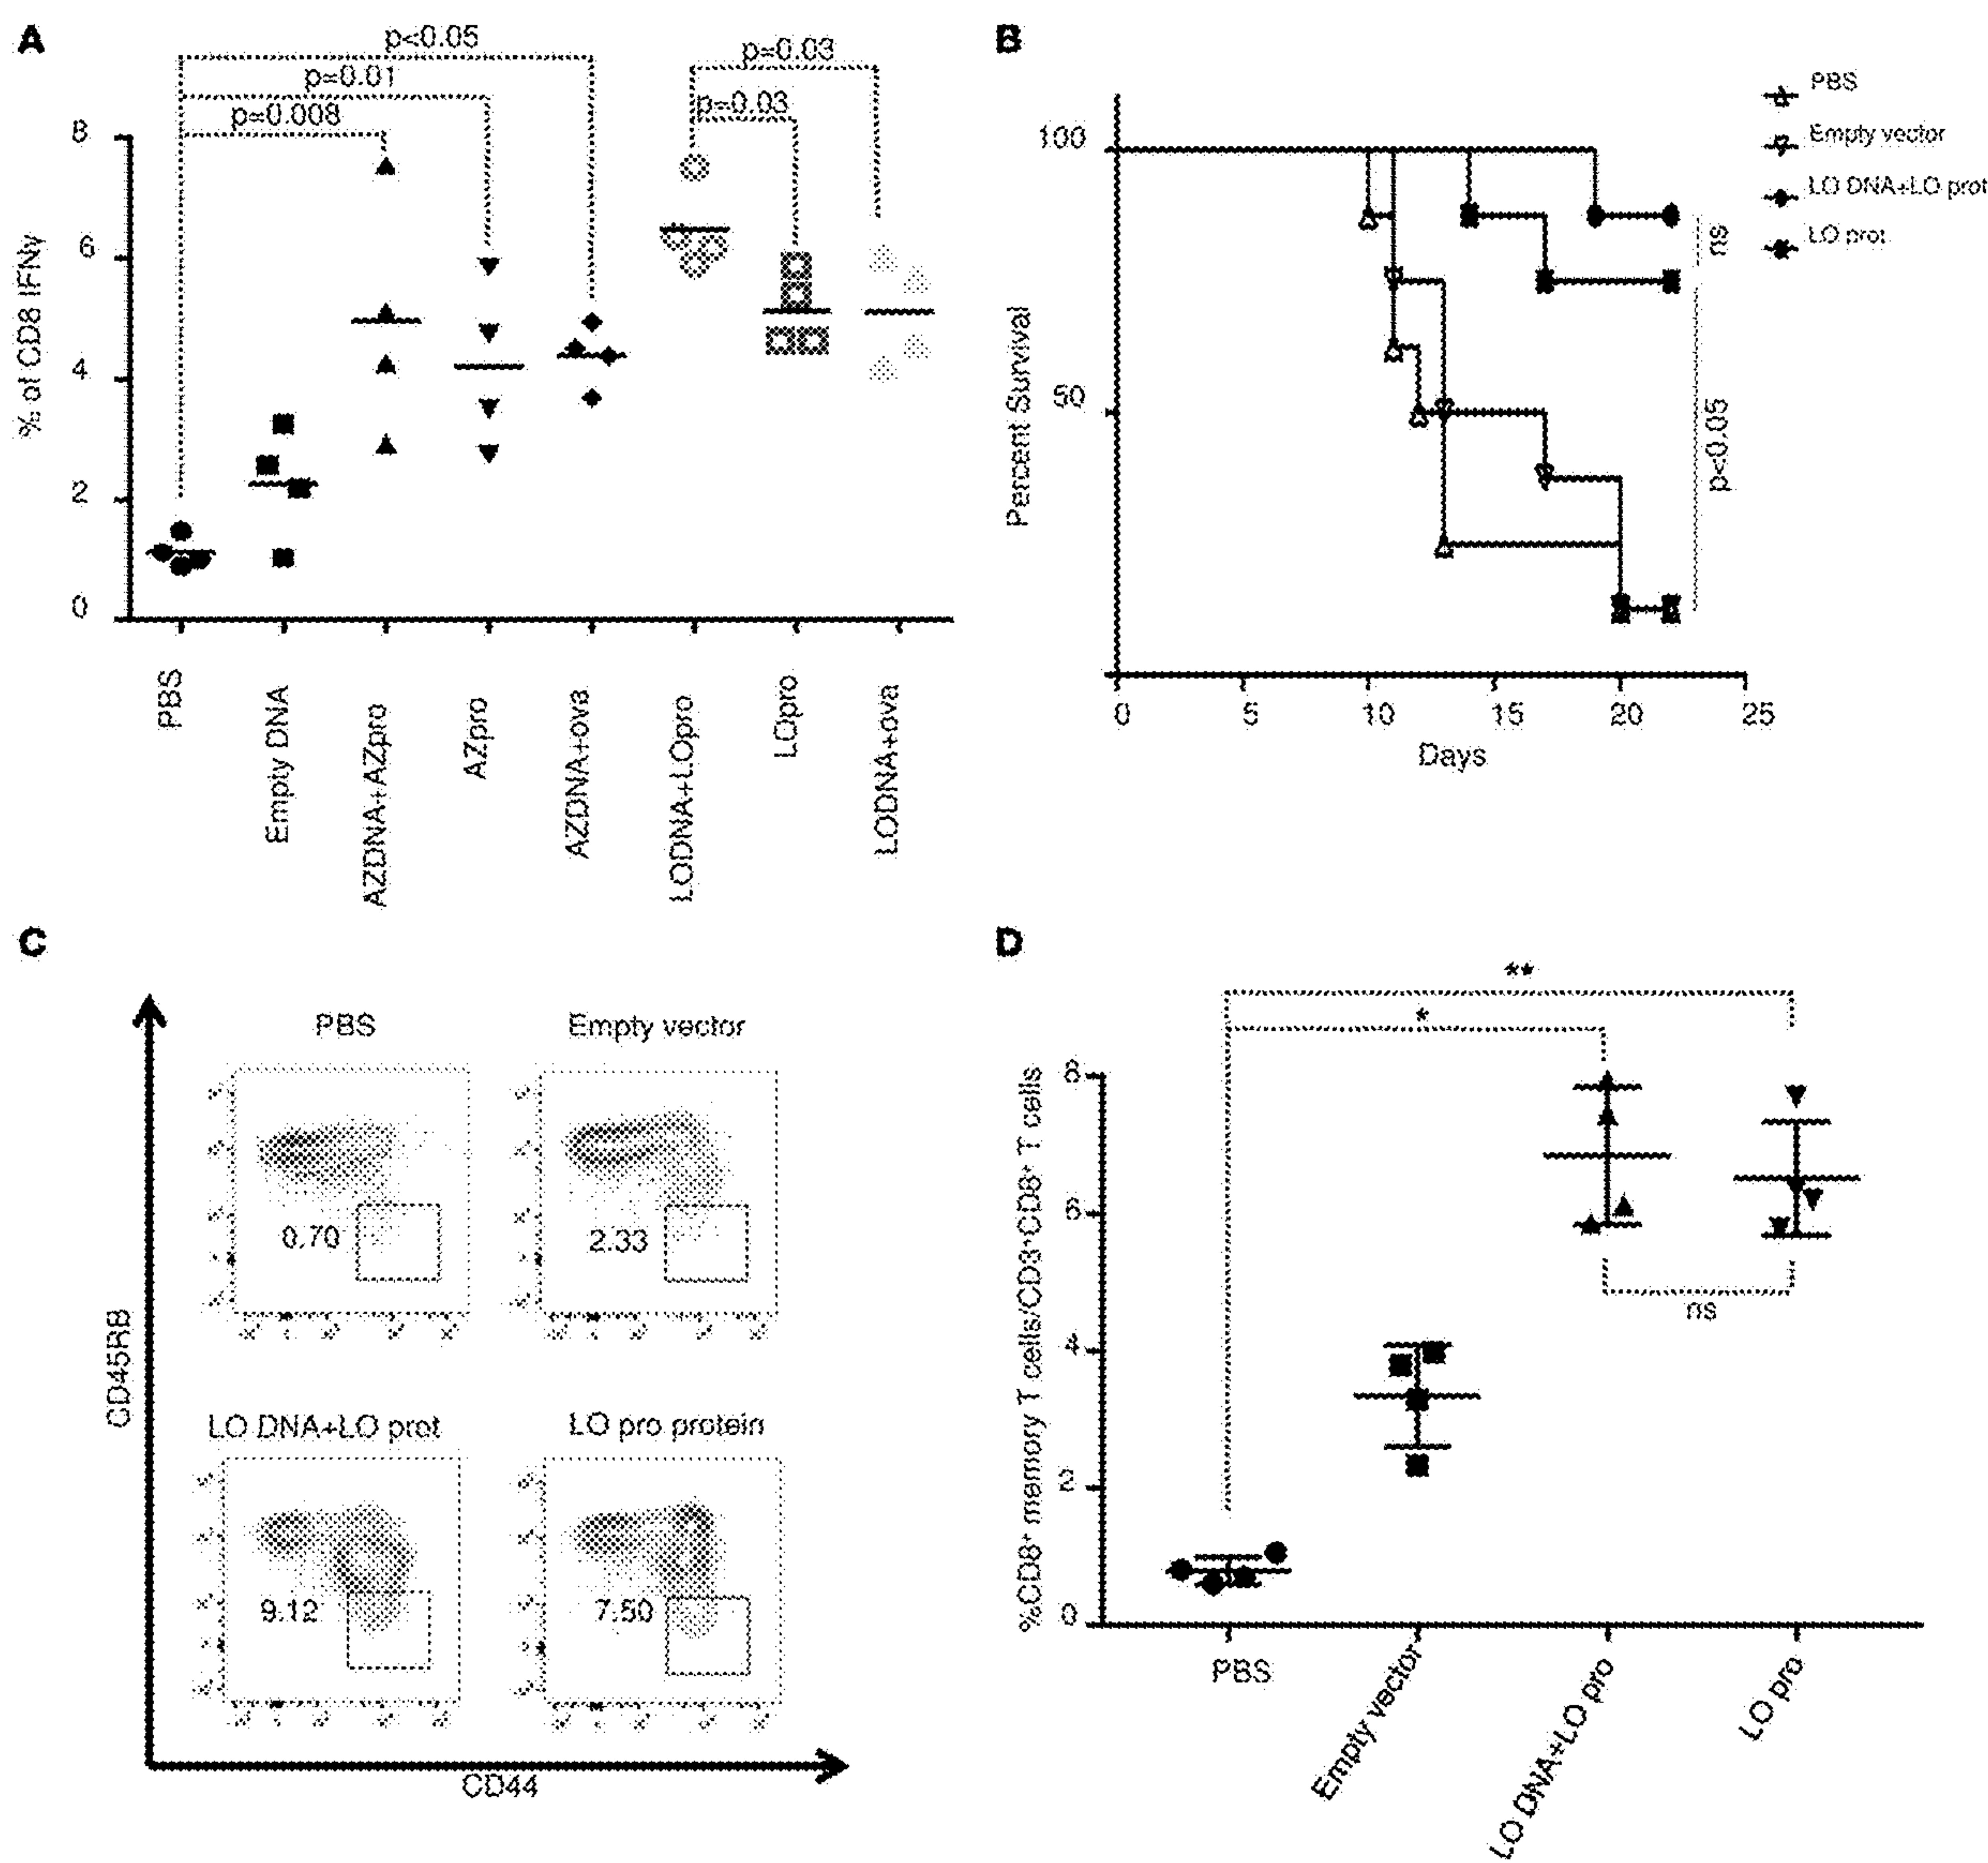 A
p<0.05
p=0.01
p=0.008
p=0.03
p=0.03
% of CD8 IFNγ
8
6
4
2
0
PBS
Empty DNA
AZDNA+AZpro
AZpro
AZDNA+ova
LODNA+LOpro
LOpro
LODNA+ova
B
PBS
Empty vector
LO DNA+LO prot
LO prot
Percent Survival
100
50
ns
p<0.05
0
5
10
15
20
25
Days
C
PBS
Empty vector
0.70
2.33
LO DNA+LO prot
LO pro protein
9.12
7.50
CD45RB
CD44
D
**
*
ns
%CD8+ memory T cells/CD3+CD8+ T cells
8
6
4
2
0
PBS
Empty vector
LO DNA+LO pro
LO pro